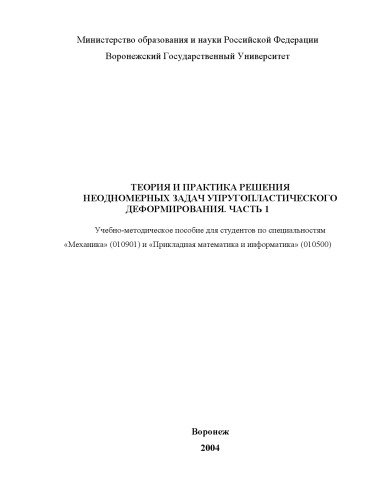 Министерство образования и науки Российской Федерации
Воронежский Государственный Университет
ТЕОРИЯ И ПРАКТИКА РЕШЕНИЯ
НЕОДНОМЕРНЫХ ЗАДАЧ УПРУГОПЛАСТИЧЕСКОГО
ДЕФОРМИРОВАНИЯ. ЧАСТЬ 1
Учебно-методическое пособие для студентов по специальностям
«Механика» (010901) и «Прикладная математика и информатика» (010500)
Воронеж
2004